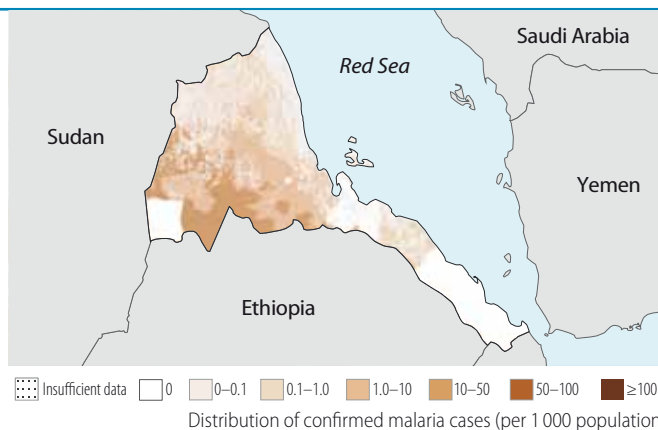 Saudi Arabia
Red Sea
Sudan
Yemen
Ethiopia
Insufficient data 0 0–0.1 0.1–1.0 1.0–10 10–50 50–100 ≥100
Distribution of confirmed malaria cases (per 1 000 population